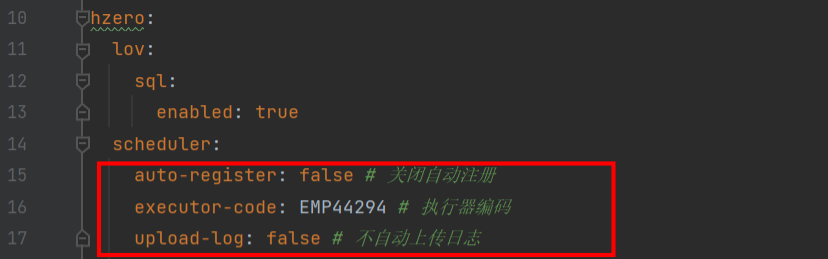 10 hzero:
11 lov:
12 sql:
13 enabled: true
14 scheduler:
15 auto-register: false # 关闭自动注册
16 executor-code: EMP44294 # 执行器编码
17 upload-log: false # 不自动上传日志